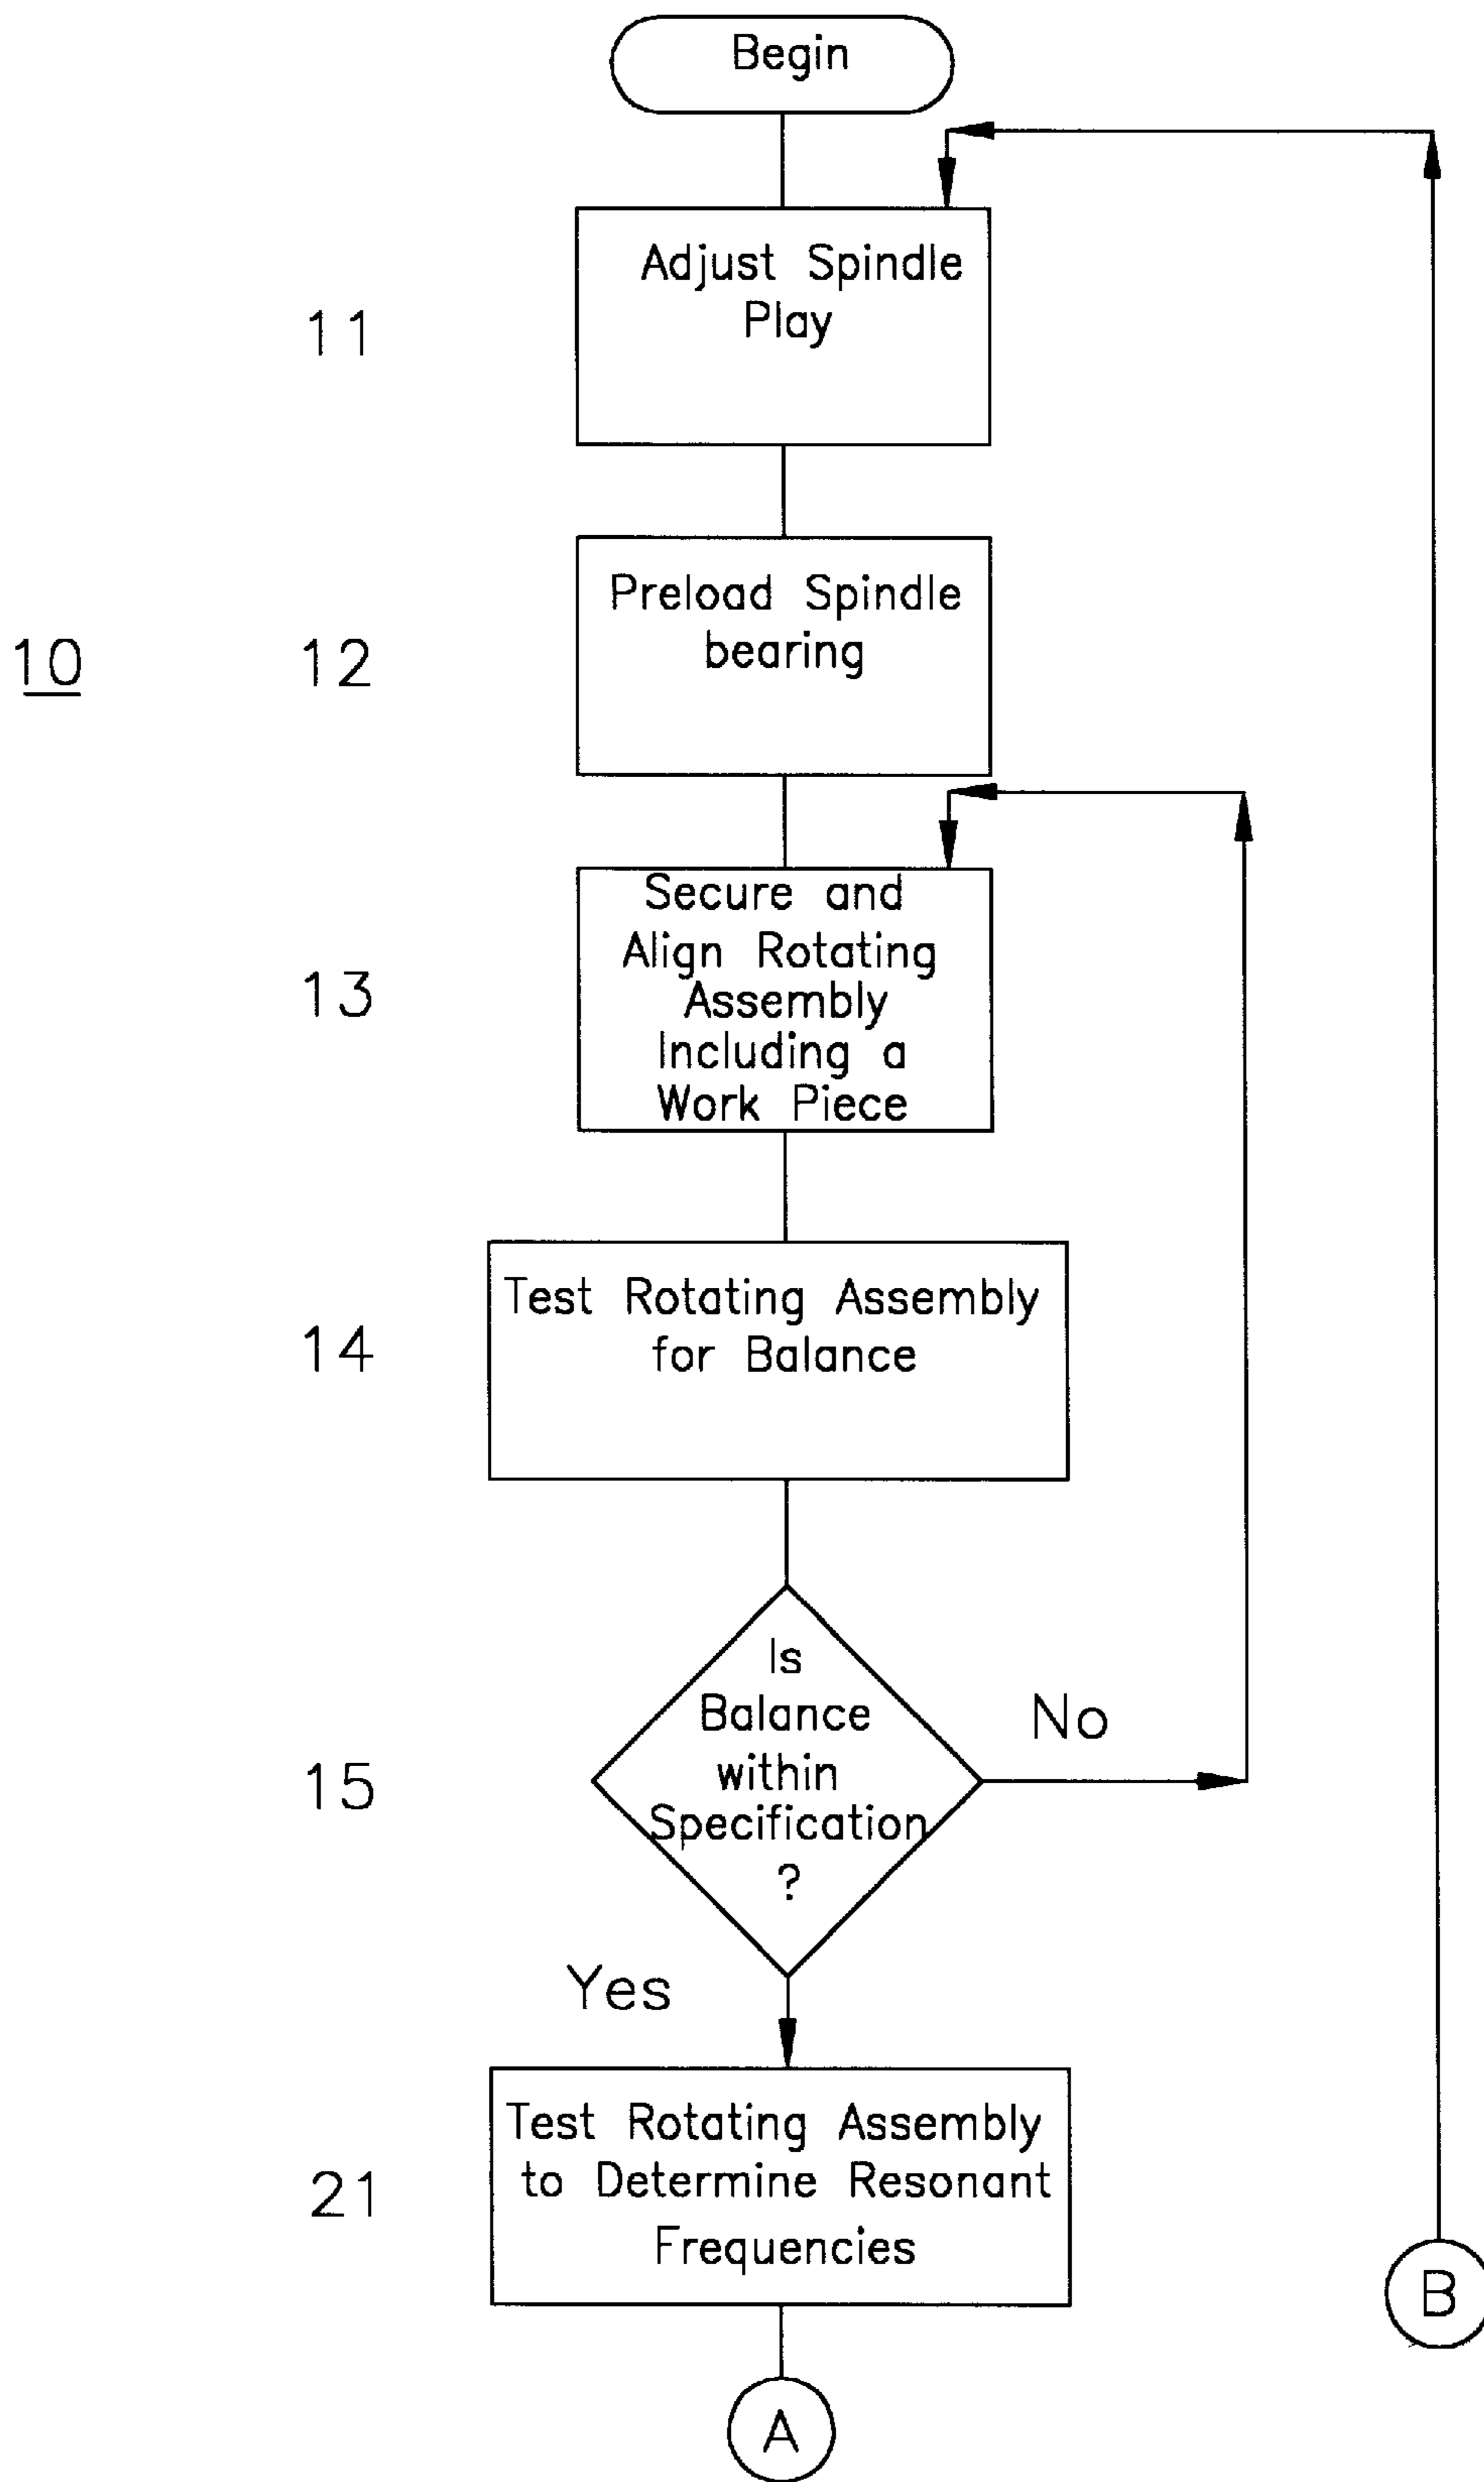 Begin
Adjust Spindle
Play
11
Preload Spindle
bearing
10
12
Secure and
Align Rotating
Assembly
Including a
Work Piece
13
Test Rotating Assembly
for Balance
14
Is
Balance
within
Specification
?
No
15
Yes
Test Rotating Assembly
to Determine Resonant
Frequencies
21
B
A